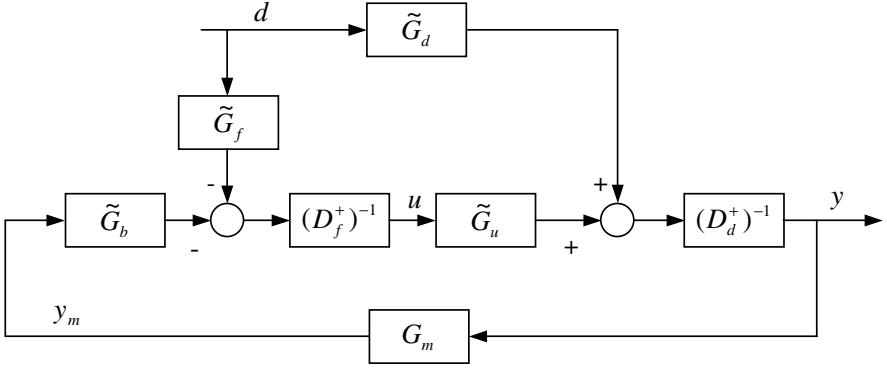 d
G̃_d
G̃_f
-
+
G̃_b
-
(D_f^+)^{-1}
u
G̃_u
+
(D_d^+)^{-1}
y
y_m
G_m